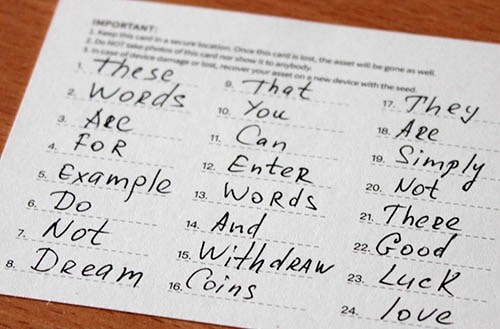 IMPORTANT:
1. Keep this card in a secure location. Once this card is lost, the asset will be gone as well.
2. Do NOT take photos of this card nor show it to anybody.
3. In case of device damage or lost, recover your asset on a new device with the seed.
1. These
2. Words
3. Are
4. For
5. Example
6. Do
7. Not
8. Dream
9. That
10. You
11. Can
12. Enter
13. Words
14. And
15. Withdraw
16. Coins
17. They
18. Are
19. Simply
20. Not
21. There
22. Good
23. Luck
24. love